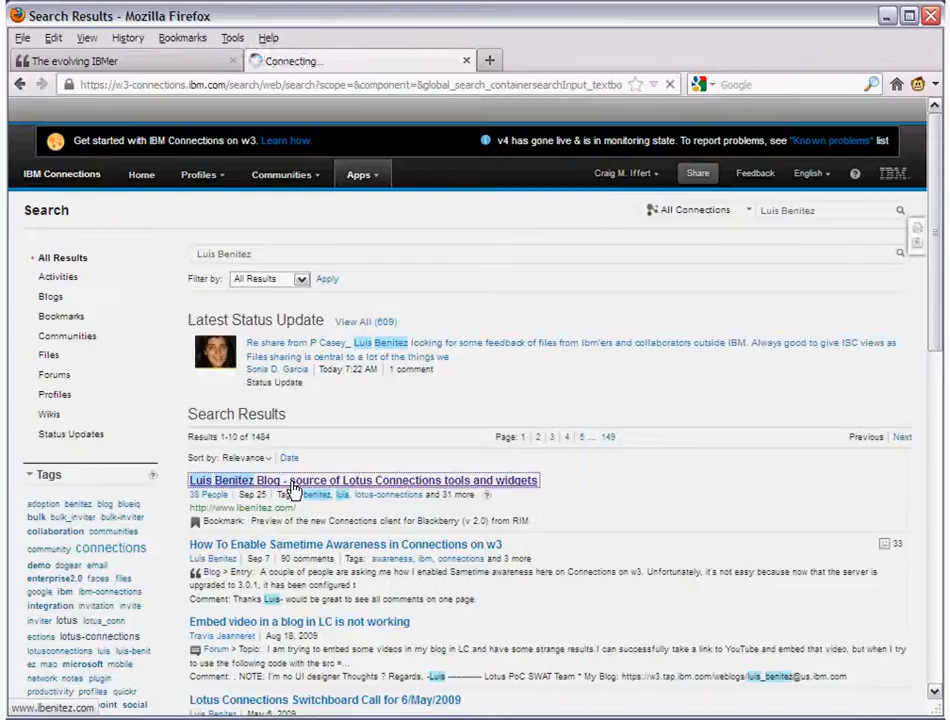 Search Results - Mozilla Firefox
File Edit View History Bookmarks Tools Help
The evolving IBMer
Connecting...
https://w3-connections.ibm.com/search/web/search?scope=&component=&global_search_containersearchInput_textbo
Google
Get started with IBM Connections on w3. Learn how.
v4 has gone live & is in monitoring state. To report problems, see "Known problems" list
IBM Connections Home Profiles Communities Apps
Craig M. Iffert Share Feedback English ? IBM
Search
All Connections
Luis Benitez
Luis Benitez
Filter by: All Results Apply
All Results
Activities
Blogs
Bookmarks
Communities
Files
Forums
Profiles
Wikis
Status Updates
Latest Status Update View All (609)
Re share from P Casey_ Luis Benitez looking for some feedback of files from Ibm'ers and collaborators outside IBM. Always good to give ISC views as
Files sharing is central to a lot of the things we
Sonia D. Garcia | Today 7:22 AM | 1 comment
Status Update
Search Results
Results 1-10 of 1484
Page: 1 | 2 | 3 | 4 | 5 ... 149
Previous | Next
Sort by: Relevance | Date
Luis Benitez Blog - source of Lotus Connections tools and widgets
38 People | Sep 25 | benitez, luis, lotus-connections and 31 more ?
http://www.lbenitez.com/
Bookmark: Preview of the new Connections client for Blackberry (v 2.0) from RIM
How To Enable Sametime Awareness in Connections on w3
33
Luis Benitez | Sep 7 | 90 comments | Tags: awareness, ibm, connections and 3 more
Blog > Entry: A couple of people are asking me how I enabled Sametime awareness here on Connections on w3. Unfortunately, it's not easy because now that the server is
upgraded to 3.0.1, it has been configured t
Comment: Thanks Luis- would be great to see all comments on one page.
Embed video in a blog in LC is not working
Travis Jeanneret | Aug 18, 2009
Forum > Topic: I am trying to embed some videos in my blog in LC and have some strange results.I can successfully take a link to YouTube and embed that video, but when I try
to use the following code with the src =...
Comment: . NOTE: I'm no UI designer Thoughts ? Regards, -Luis ----------- Lotus PoC SWAT Team * My Blog: https://w3.tap.ibm.com/weblogs/luis_benitez@us.ibm.com
Lotus Connections Switchboard Call for 6/May/2009
Luis Benitez | May 6, 2009
Tags ?
adoption benitez blog blueiq
bulk bulk_inviter bulk-inviter
collaboration communities
community connections
demo dogear email
enterprise2.0 faces files
google ibm ibm-connections
integration invitation invite
inviter lotus lotus_conn
ections lotus-connections
lotusconnections luis luis-benit
ez mac microsoft mobile
network notes plugin
productivity profiles quickr
point social
www.lbenitez.com